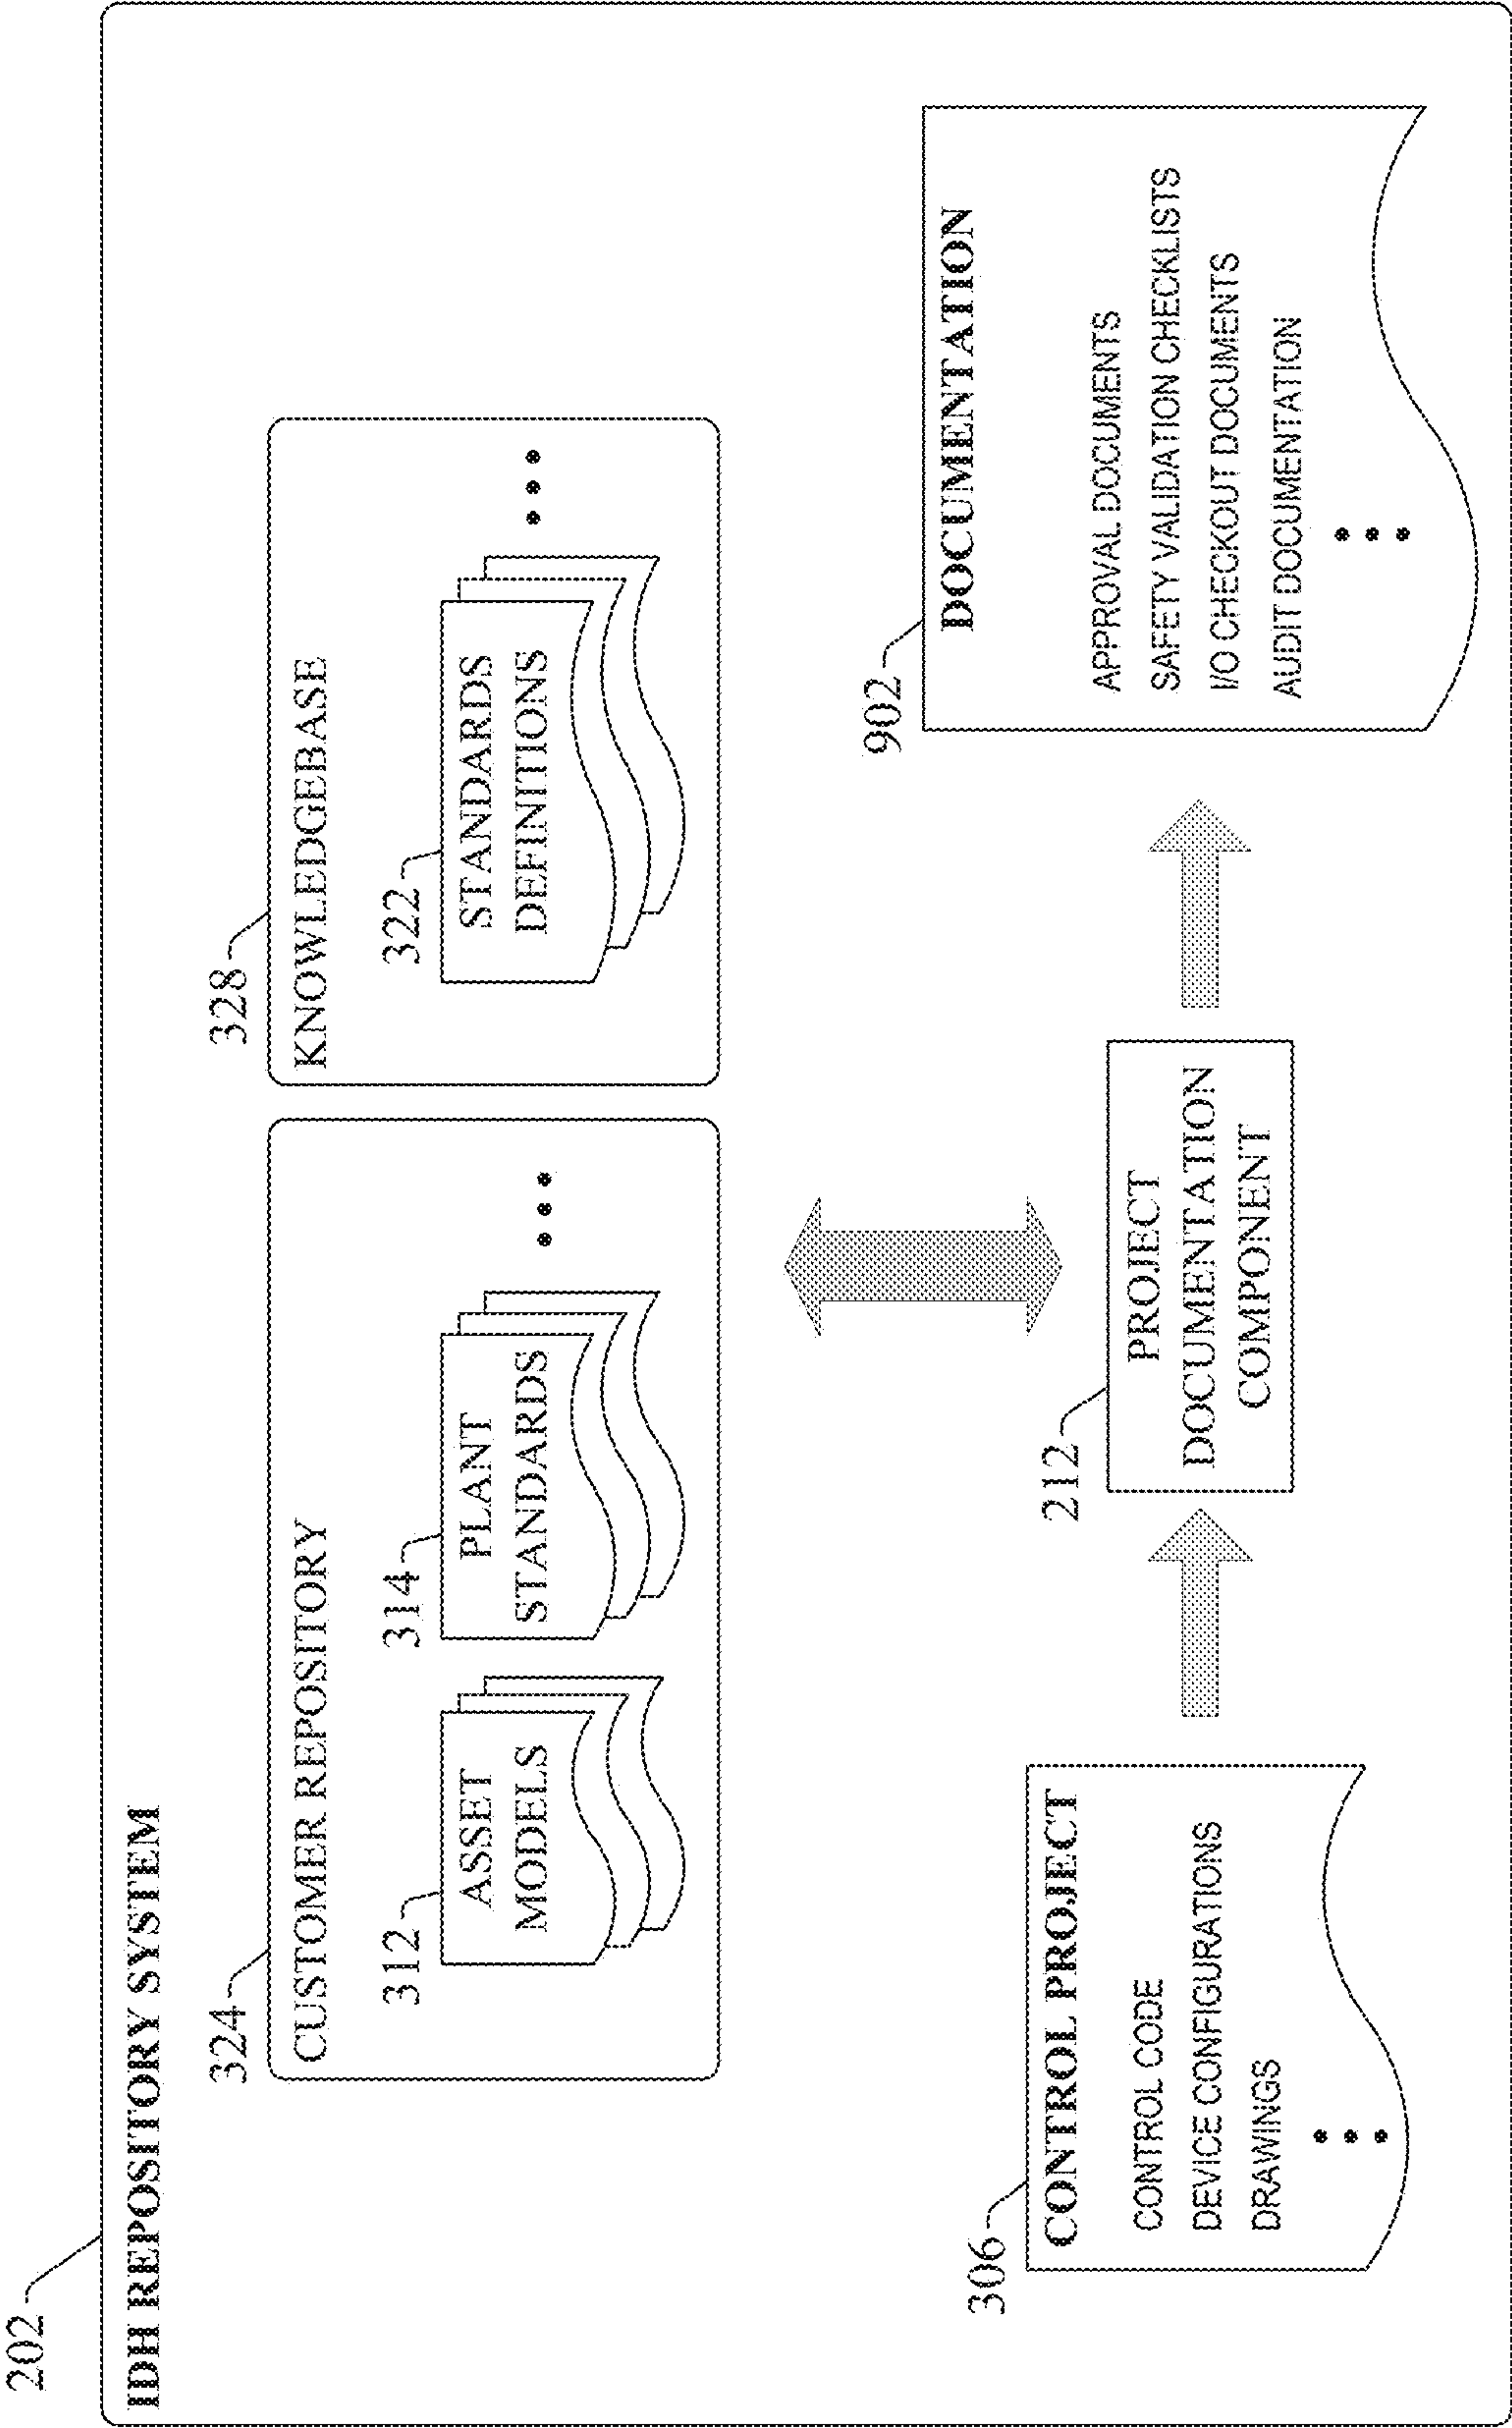 202
IDH REPOSITORY SYSTEM
324
CUSTOMER REPOSITORY
312
ASSET
MODELS
314
PLANT
STANDARDS
328
KNOWLEDGEBASE
322
STANDARDS
DEFINITIONS
306
CONTROL PROJECT
CONTROL CODE
DEVICE CONFIGURATIONS
DRAWINGS
212
PROJECT
DOCUMENTATION
COMPONENT
902
DOCUMENTATION
APPROVAL DOCUMENTS
SAFETY VALIDATION CHECKLISTS
I/O CHECKOUT DOCUMENTS
AUDIT DOCUMENTATION